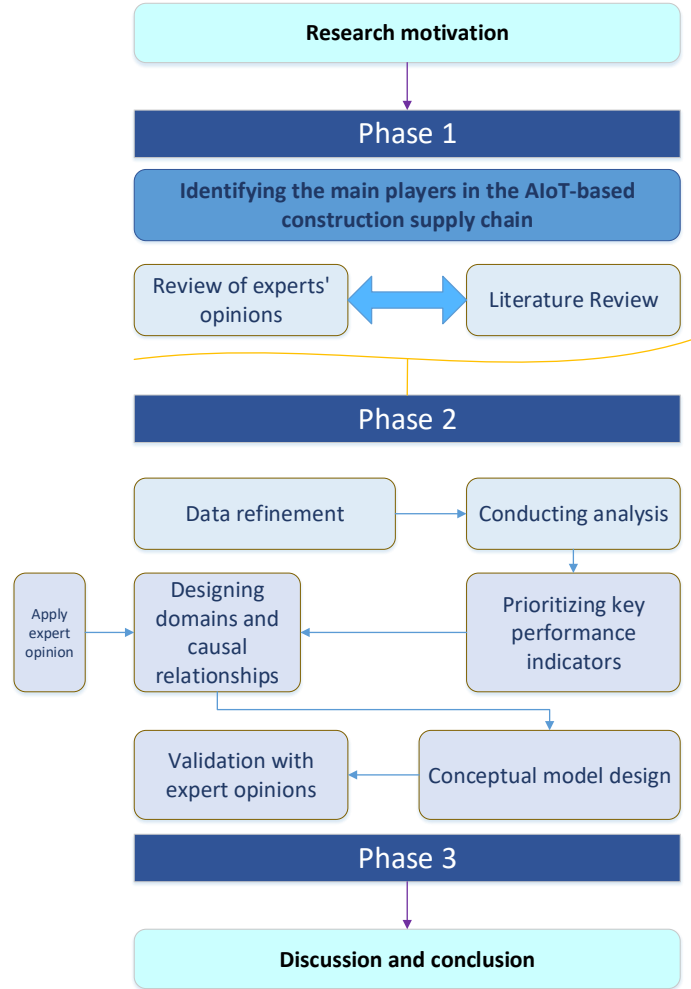 Research motivation
Phase 1
Identifying the main players in the AIoT-based
construction supply chain
Review of experts'
opinions
Literature Review
Phase 2
Data refinement
Conducting analysis
Apply
expert
opinion
Designing
domains and
causal
relationships
Prioritizing key
performance
indicators
Validation with
expert opinions
Conceptual model design
Phase 3
Discussion and conclusion